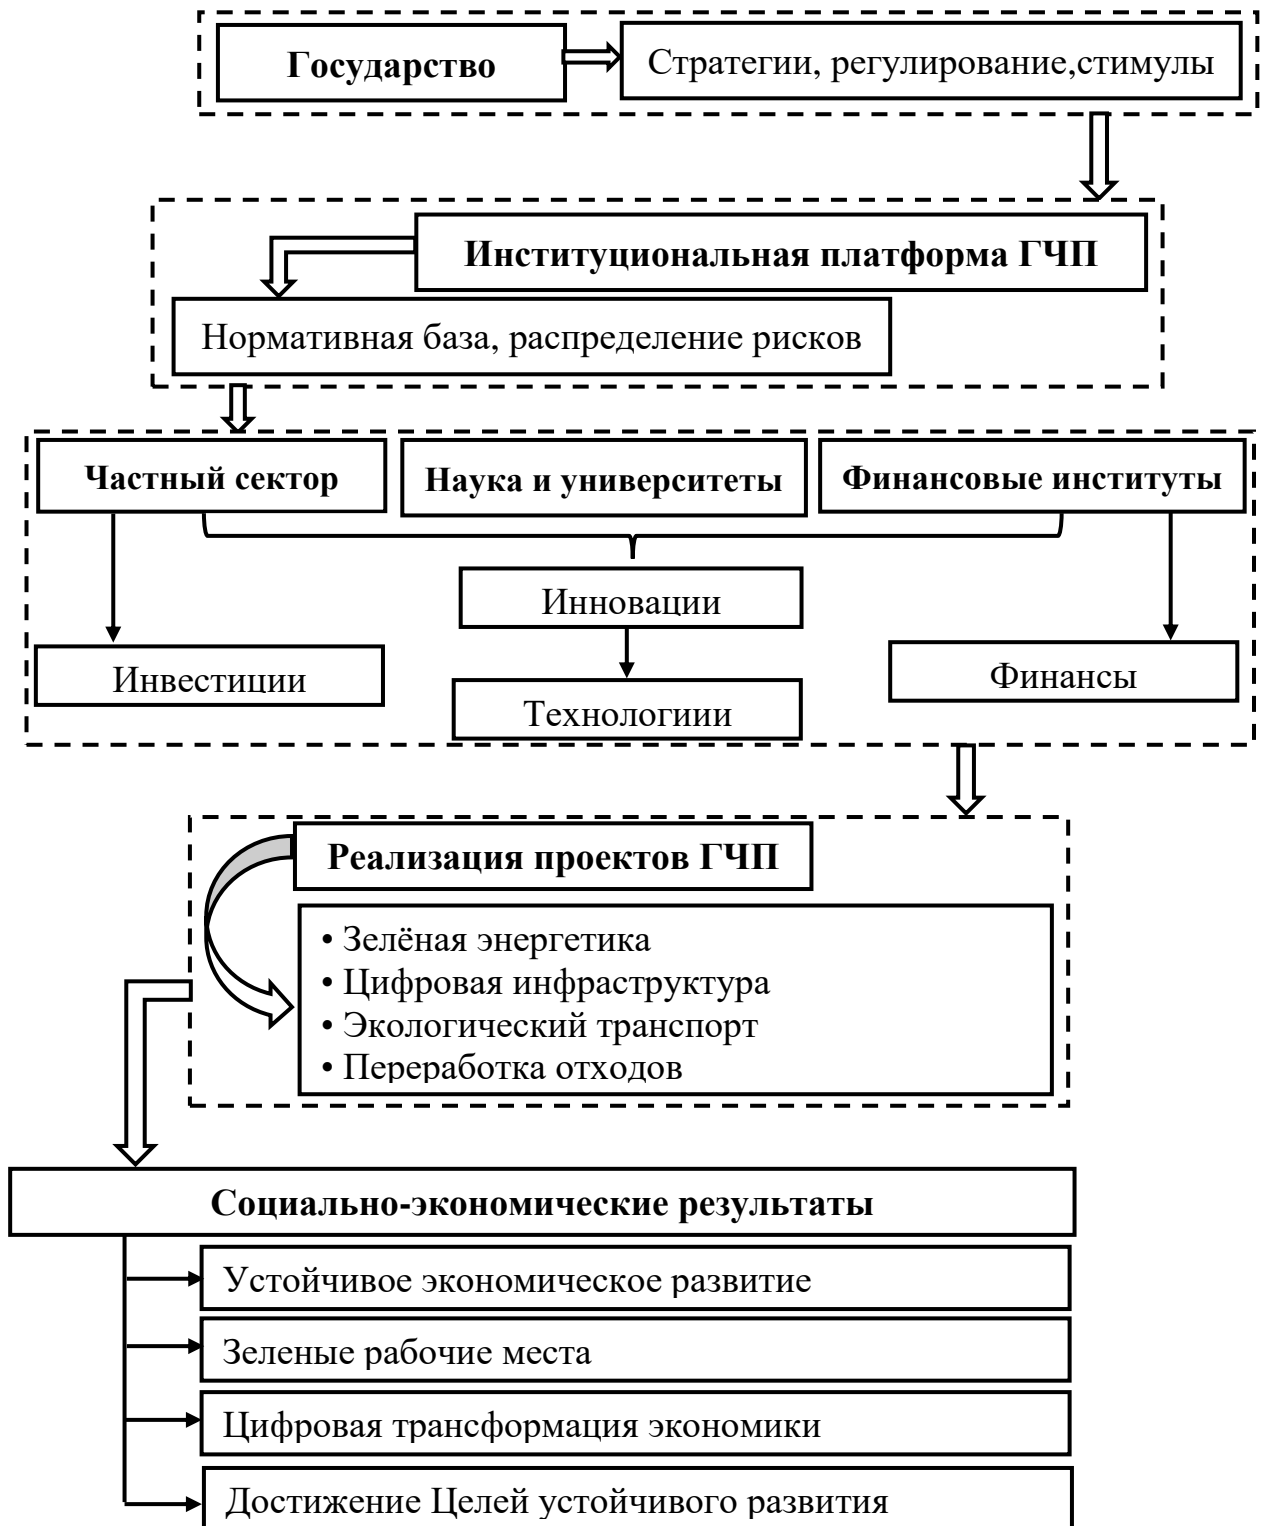 Государство
Стратегии, регулирование,стимулы
Институциональная платформа ГЧП
Нормативная база, распределение рисков
Частный сектор
Наука и университеты
Финансовые институты
Инновации
Инвестиции
Финансы
Технологиии
Реализация проектов ГЧП
• Зелёная энергетика
• Цифровая инфраструктура
• Экологический транспорт
• Переработка отходов
Социально-экономические результаты
Устойчивое экономическое развитие
Зеленые рабочие места
Цифровая трансформация экономики
Достижение Целей устойчивого развития